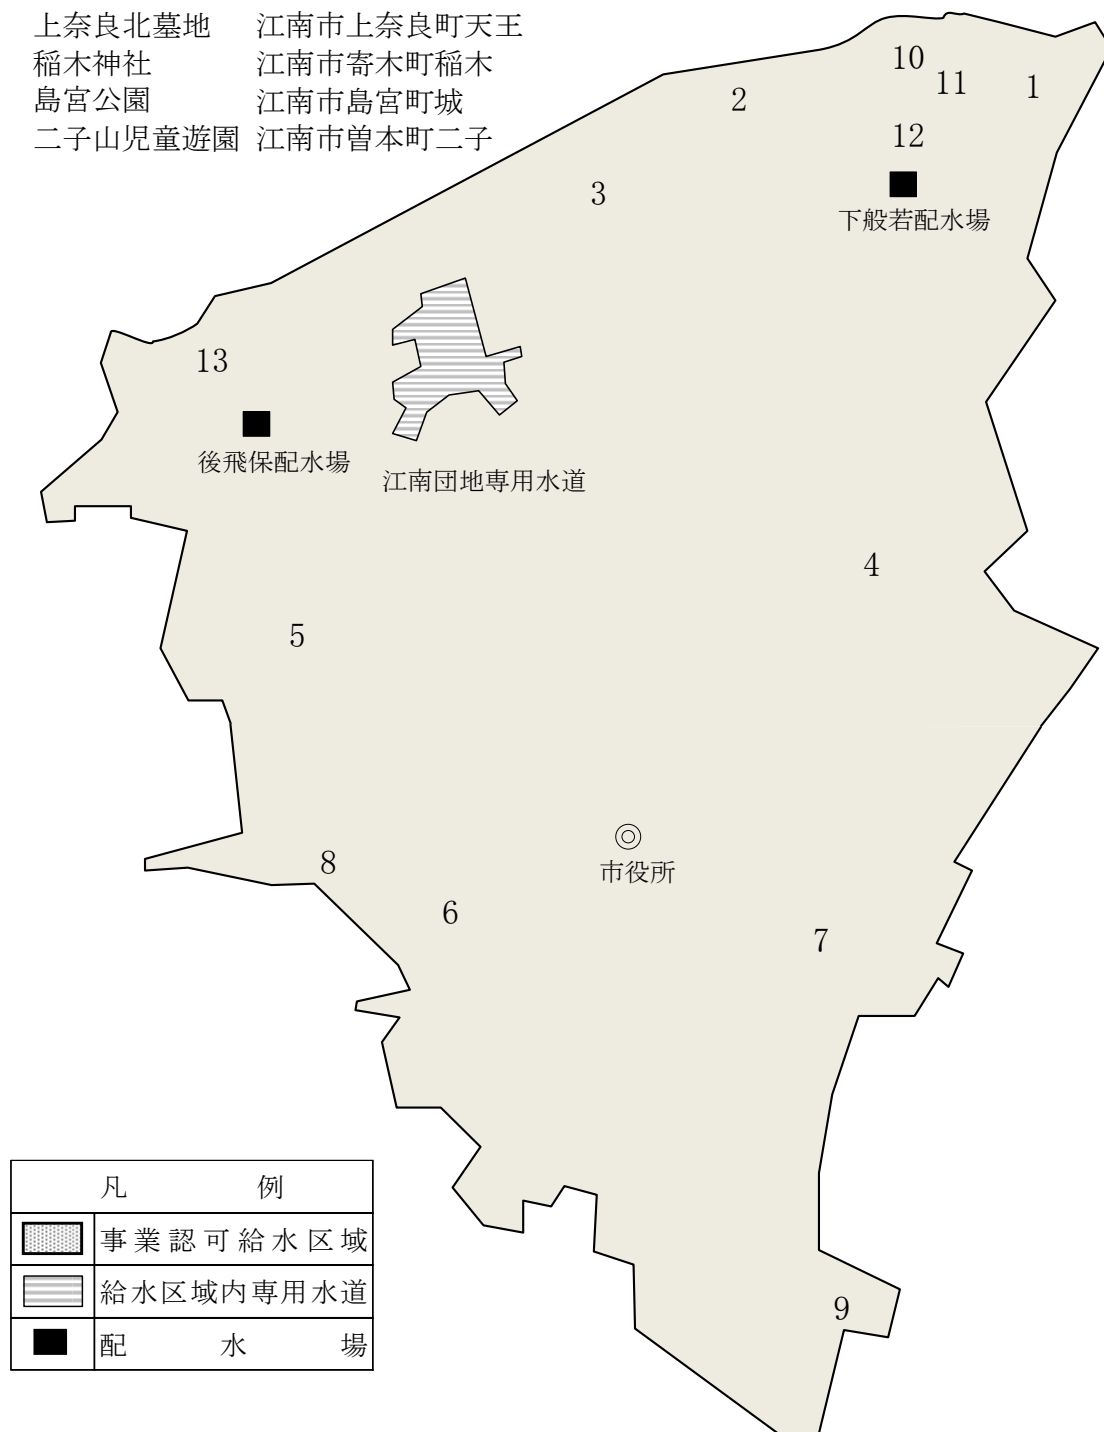 上奈良北墓地 江南市上奈良町天王
稲木神社 江南市寄木町稲木
島宮公園 江南市島宮町城
二子山児童遊園 江南市曽本町二子
10
11
1
2
12
3
下般若配水場
13
後飛保配水場
江南団地専用水道
4
5
市役所
8
6
7
9
凡例
事業認可給水区域
給水区域内専用水道
配水場